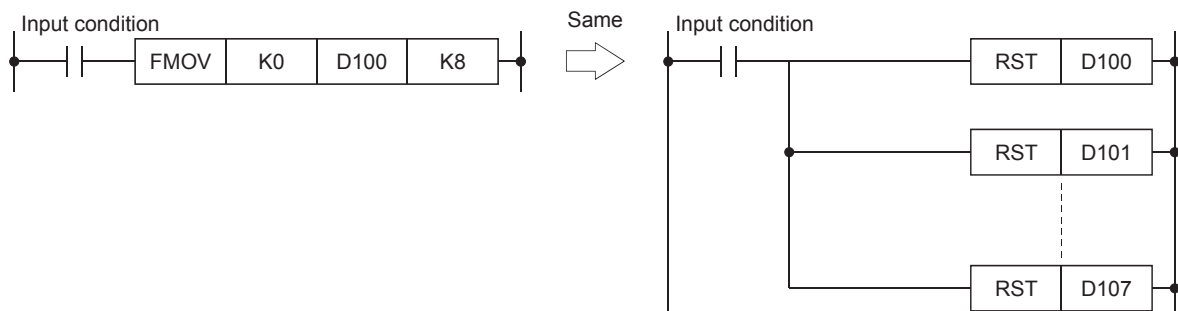 Input condition
FMOV K0 D100 K8
Same
Input condition
RST D100
RST D101
RST D107